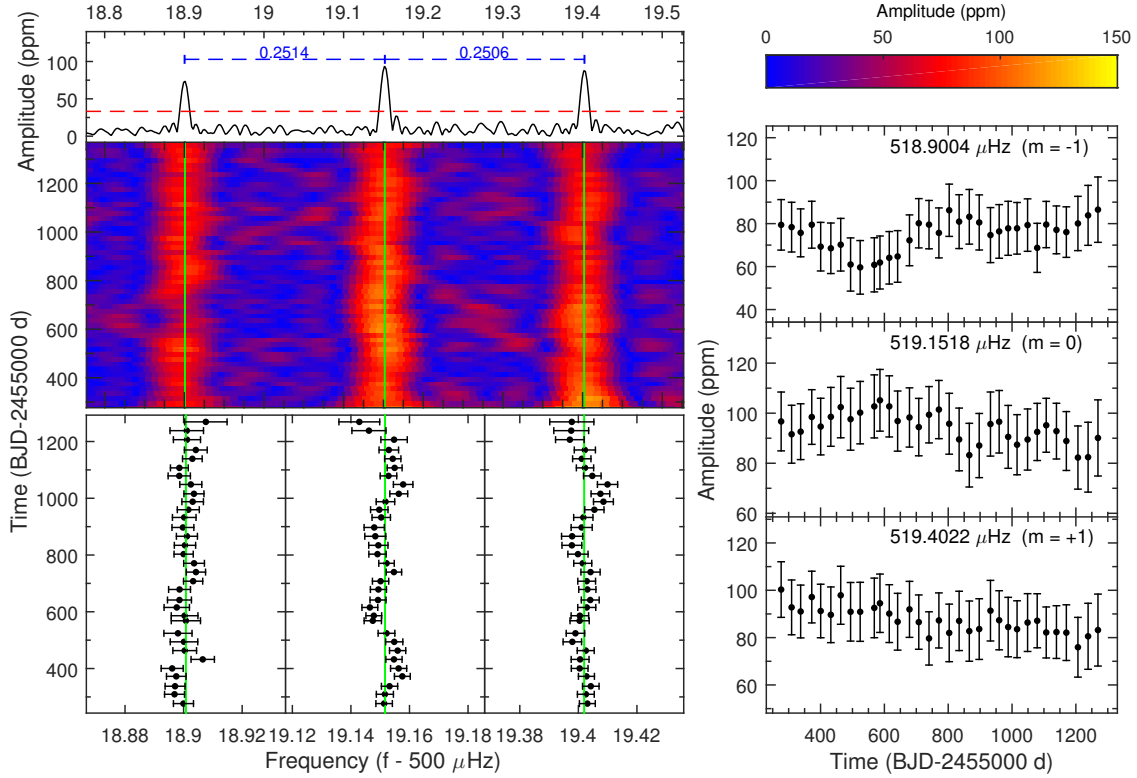 18.8 18.9 19 19.1 19.2 19.3 19.4 19.5
Amplitude (ppm)
100
50
0
0.2514 0.2506
Time (BJD-2455000 d)
1200
1000
800
600
400
1200
1000
800
600
400
18.88 18.9 18.92 19.14 19.16 19.38 19.4 19.42
Frequency (f - 500 μHz)
Amplitude (ppm)
0 50 100 150
Amplitude (ppm)
120
100
80
60
40
518.9004 μHz (m = -1)
120
100
80
60
519.1518 μHz (m = 0)
120
100
80
60
519.4022 μHz (m = +1)
400 600 800 1000 1200
Time (BJD-2455000 d)